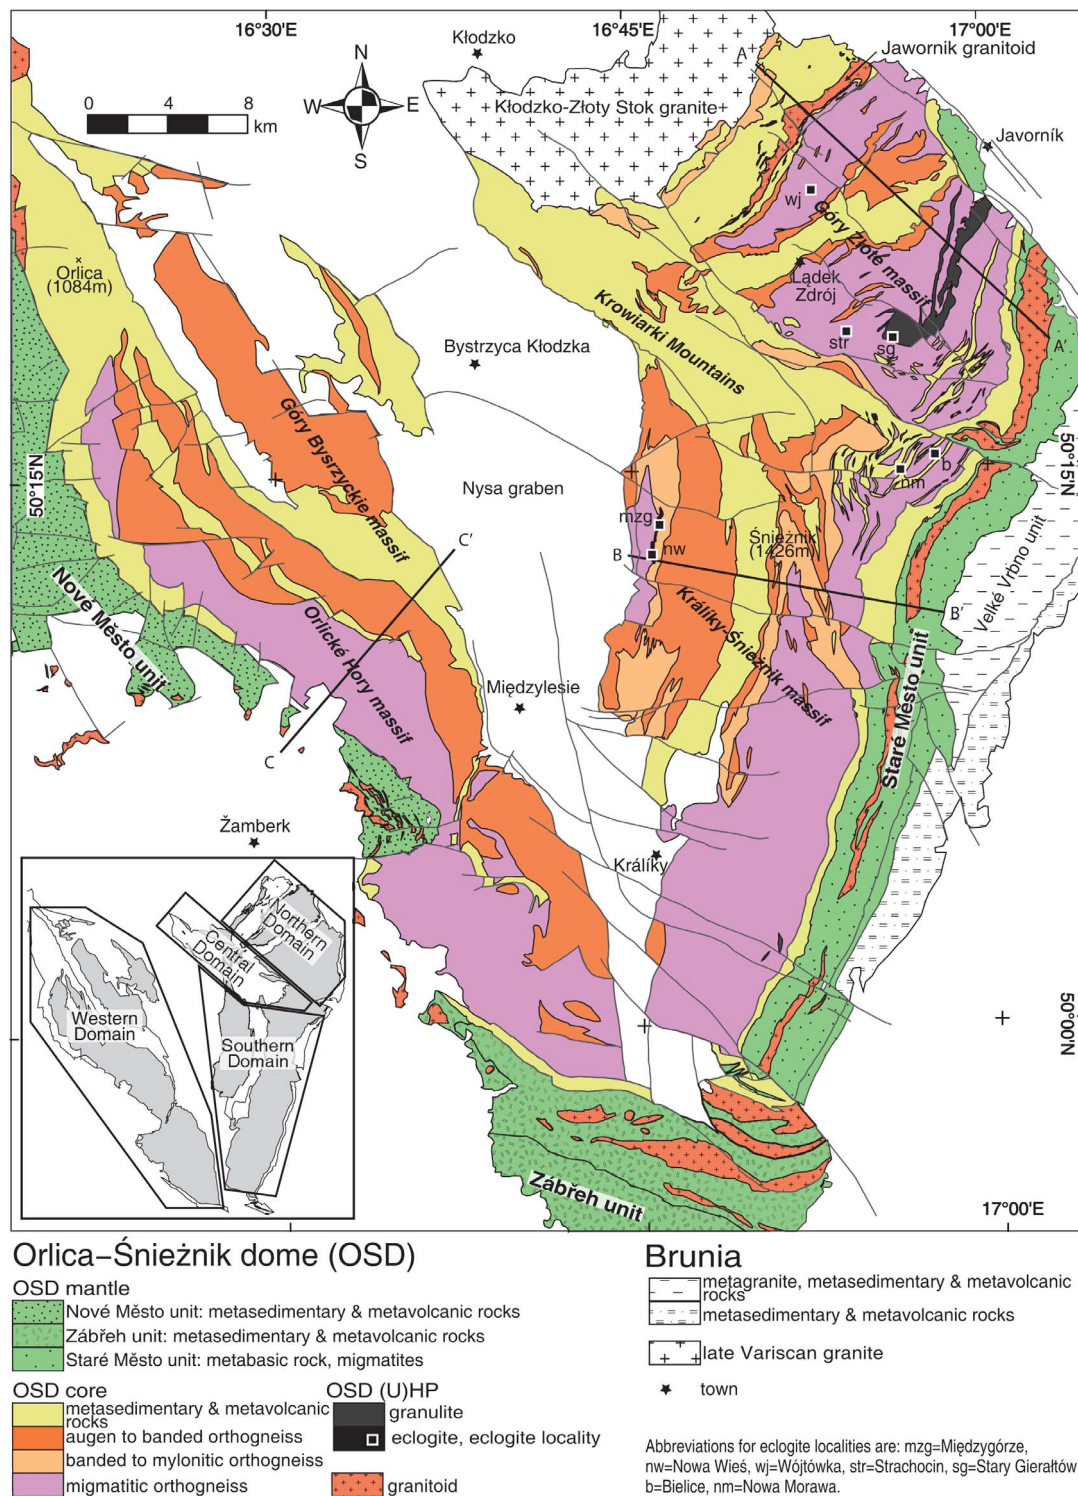 16°30'E
16°45'E
17°00'E
Kłodzko
N
W
E
S
0 4 8
km
A
Jawornik granitoid
Kłodzko-Złoty Stok granite
Javorník
wj
Góry Złote massif
Orlica
(1084m)
Lądek
Zdrój
Krowiarki Mountains
str
sg
A'
Bystrzyca Kłodzka
Góry Bysrzyckie massif
50°15'N
50°15'N
b
nm
Nysa graben
mzg
Śnieżnik
(1426m)
C'
B
nw
B'
Velké Vrbno unit
Nové Město unit
Orlické Hory massif
Králíky-Śnieżnik massif
Międzylesie
Staré Město unit
C
Žamberk
Králíky
Northern
Domain
Central
Domain
Western
Domain
Southern
Domain
50°00'N
Zábřeh unit
17°00'E
Orlica–Śnieżnik dome (OSD)
OSD mantle
Nové Město unit: metasedimentary & metavolcanic rocks
Zábřeh unit: metasedimentary & metavolcanic rocks
Staré Město unit: metabasic rock, migmatites
OSD core
metasedimentary & metavolcanic
rocks
augen to banded orthogneiss
banded to mylonitic orthogneiss
migmatitic orthogneiss
OSD (U)HP
granulite
eclogite, eclogite locality
granitoid
Brunia
metagranite, metasedimentary & metavolcanic
rocks
metasedimentary & metavolcanic rocks
late Variscan granite
town
Abbreviations for eclogite localities are: mzg=Międzygórze,
nw=Nowa Wieś, wj=Wójtówka, str=Strachocin, sg=Stary Gierałtów
b=Bielice, nm=Nowa Morawa.